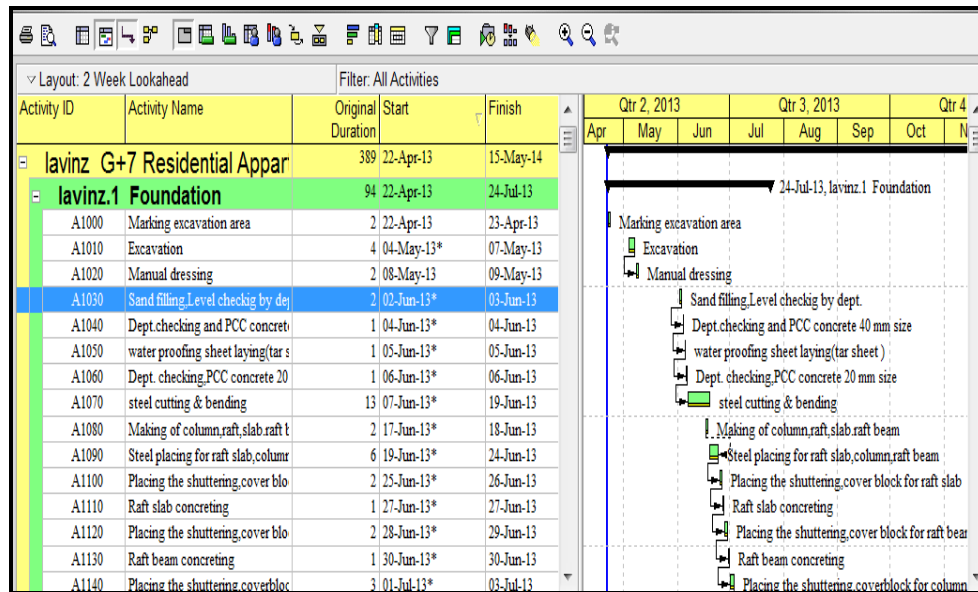 Layout: 2 Week Lookahead Filter: All Activities
Activity ID Activity Name Original Duration Start Finish
Qtr 2, 2013 Qtr 3, 2013 Qtr 4
Apr May Jun Jul Aug Sep Oct N
lavinz G+7 Residential Appar 389 22-Apr-13 15-May-14
lavinz.1 Foundation 94 22-Apr-13 24-Jul-13 24-Jul-13, lavinz.1 Foundation
A1000 Marking excavation area 2 22-Apr-13 23-Apr-13 Marking excavation area
A1010 Excavation 4 04-May-13* 07-May-13 Excavation
A1020 Manual dressing 2 08-May-13 09-May-13 Manual dressing
A1030 Sand filling,Level checkig by dep 2 02-Jun-13* 03-Jun-13 Sand filling,Level checkig by dept.
A1040 Dept.checking and PCC concrete 1 04-Jun-13* 04-Jun-13 Dept.checking and PCC concrete 40 mm size
A1050 water proofing sheet laying(tar s 1 05-Jun-13* 05-Jun-13 water proofing sheet laying(tar sheet )
A1060 Dept. checking,PCC concrete 20 1 06-Jun-13* 06-Jun-13 Dept. checking,PCC concrete 20 mm size
A1070 steel cutting & bending 13 07-Jun-13* 19-Jun-13 steel cutting & bending
A1080 Making of column,raft,slab.raft b 2 17-Jun-13* 18-Jun-13 Making of column,raft,slab.raft beam
A1090 Steel placing for raft slab,column 6 19-Jun-13* 24-Jun-13 Steel placing for raft slab,column,raft beam
A1100 Placing the shuttering,cover blo 2 25-Jun-13* 26-Jun-13 Placing the shuttering,cover block for raft slab
A1110 Raft slab concreting 1 27-Jun-13* 27-Jun-13 Raft slab concreting
A1120 Placing the shuttering,cover blo 2 28-Jun-13* 29-Jun-13 Placing the shuttering,cover block for raft bear
A1130 Raft beam concreting 1 30-Jun-13* 30-Jun-13 Raft beam concreting
A1140 Placing the shuttering,coverbloc 3 01-Jul-13* 03-Jul-13 Placing the shuttering,coverblock for column